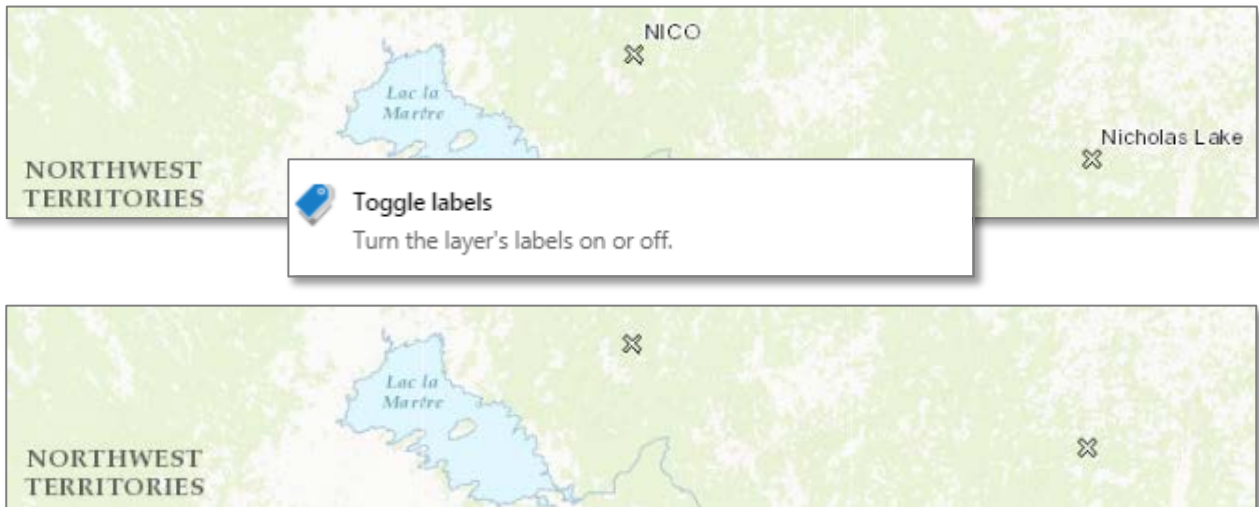 NICO
Lac la
Martre
Nicholas Lake
NORTHWEST
TERRITORIES
Toggle labels
Turn the layer's labels on or off.
Lac la
Martre
NORTHWEST
TERRITORIES